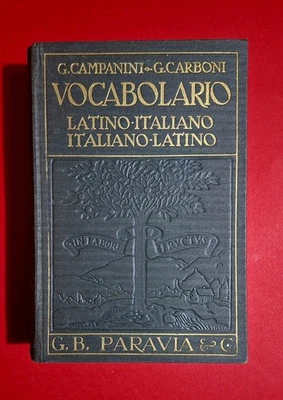 G. CAMPANINI - G. CARBONI
VOCABOLARIO
LATINO·ITALIANO
ITALIANO·LATINO
IN LABORE FRUCTUS
G. B. PARAVIA & C.